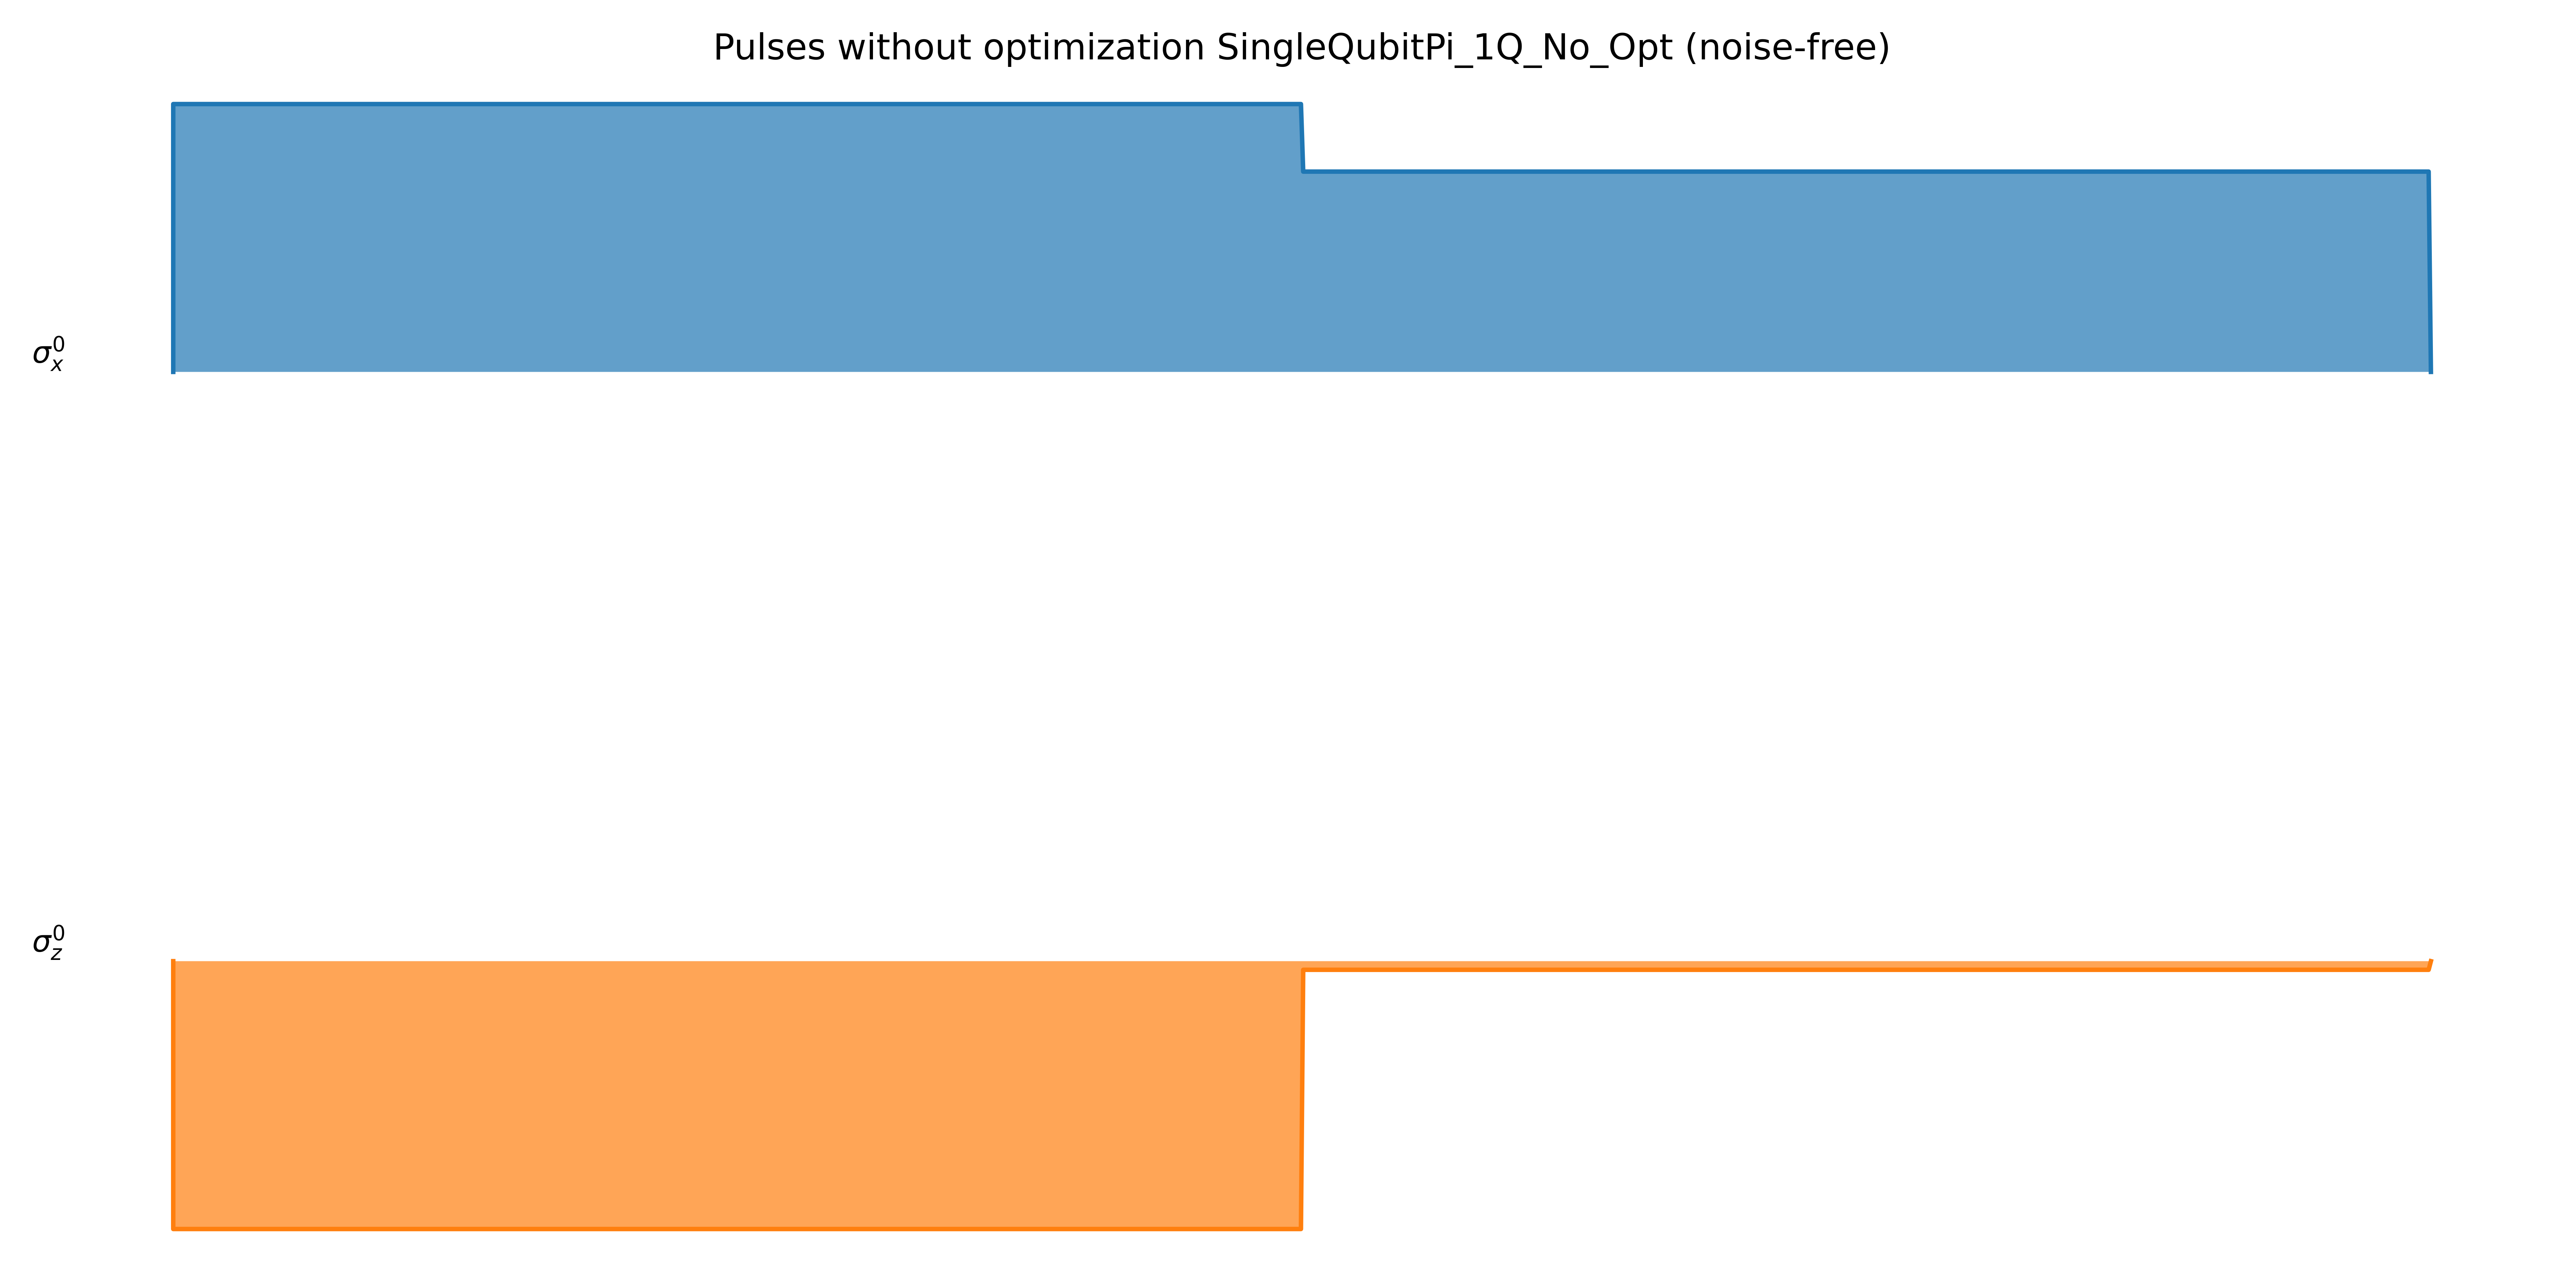 Pulses without optimization SingleQubitPi_1Q_No_Opt (noise-free)
σ_x^0
σ_z^0